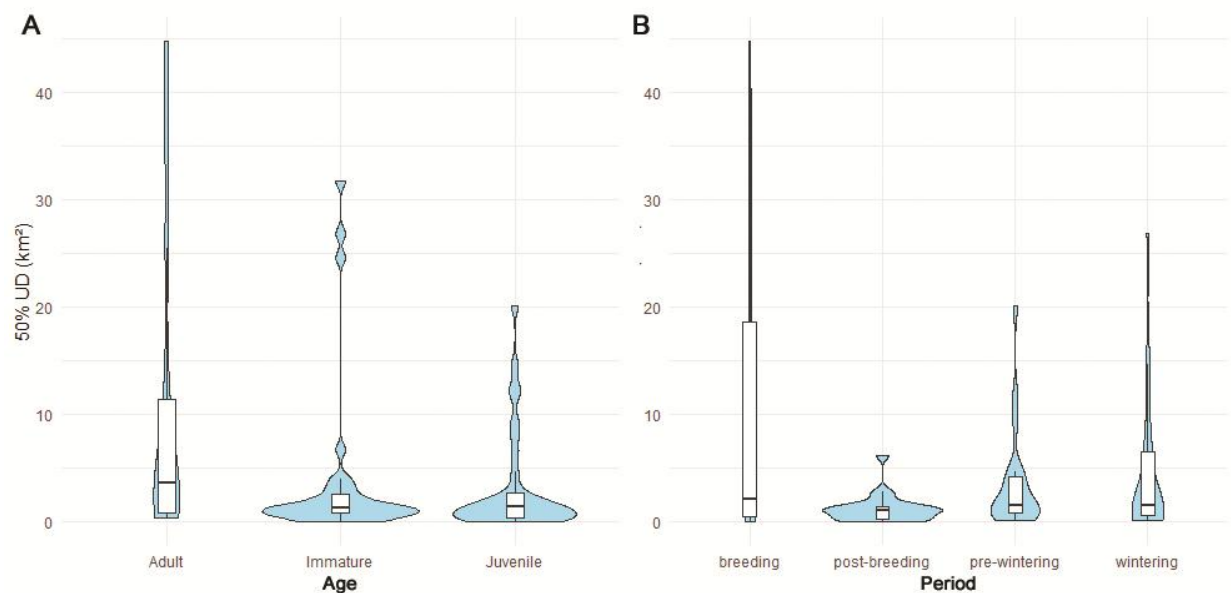 A
B
50% UD (km²)
40
30
20
10
0
Adult
Immature
Juvenile
Age
40
30
20
10
0
breeding
post-breeding
pre-wintering
wintering
Period